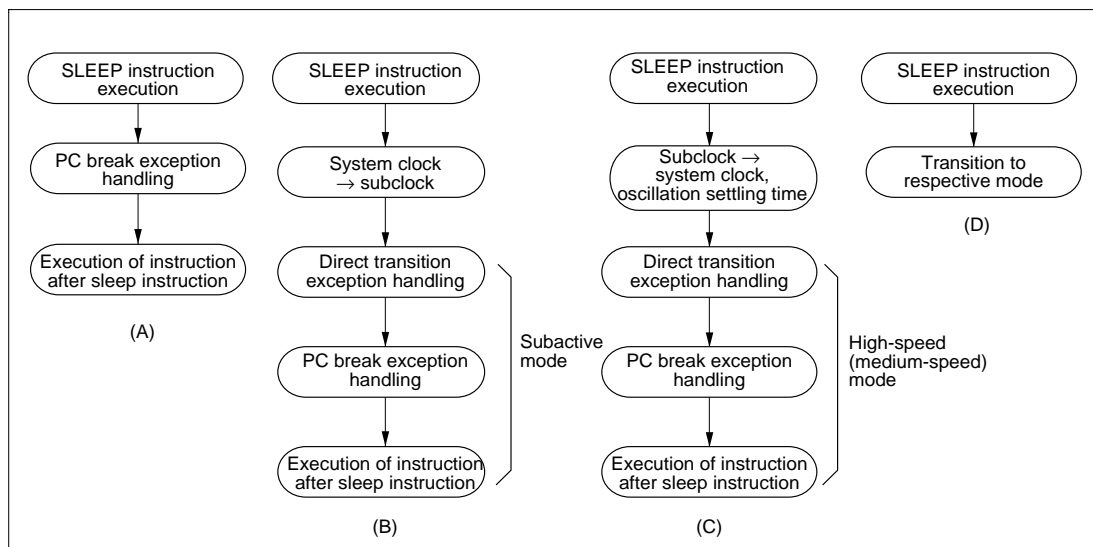 SLEEP instruction
execution
PC break exception
handling
Execution of instruction
after sleep instruction
(A)
SLEEP instruction
execution
System clock
→ subclock
Direct transition
exception handling
PC break exception
handling
Execution of instruction
after sleep instruction
Subactive
mode
(B)
SLEEP instruction
execution
Subclock →
system clock,
oscillation settling time
Direct transition
exception handling
PC break exception
handling
Execution of instruction
after sleep instruction
High-speed
(medium-speed)
mode
(C)
SLEEP instruction
execution
Transition to
respective mode
(D)